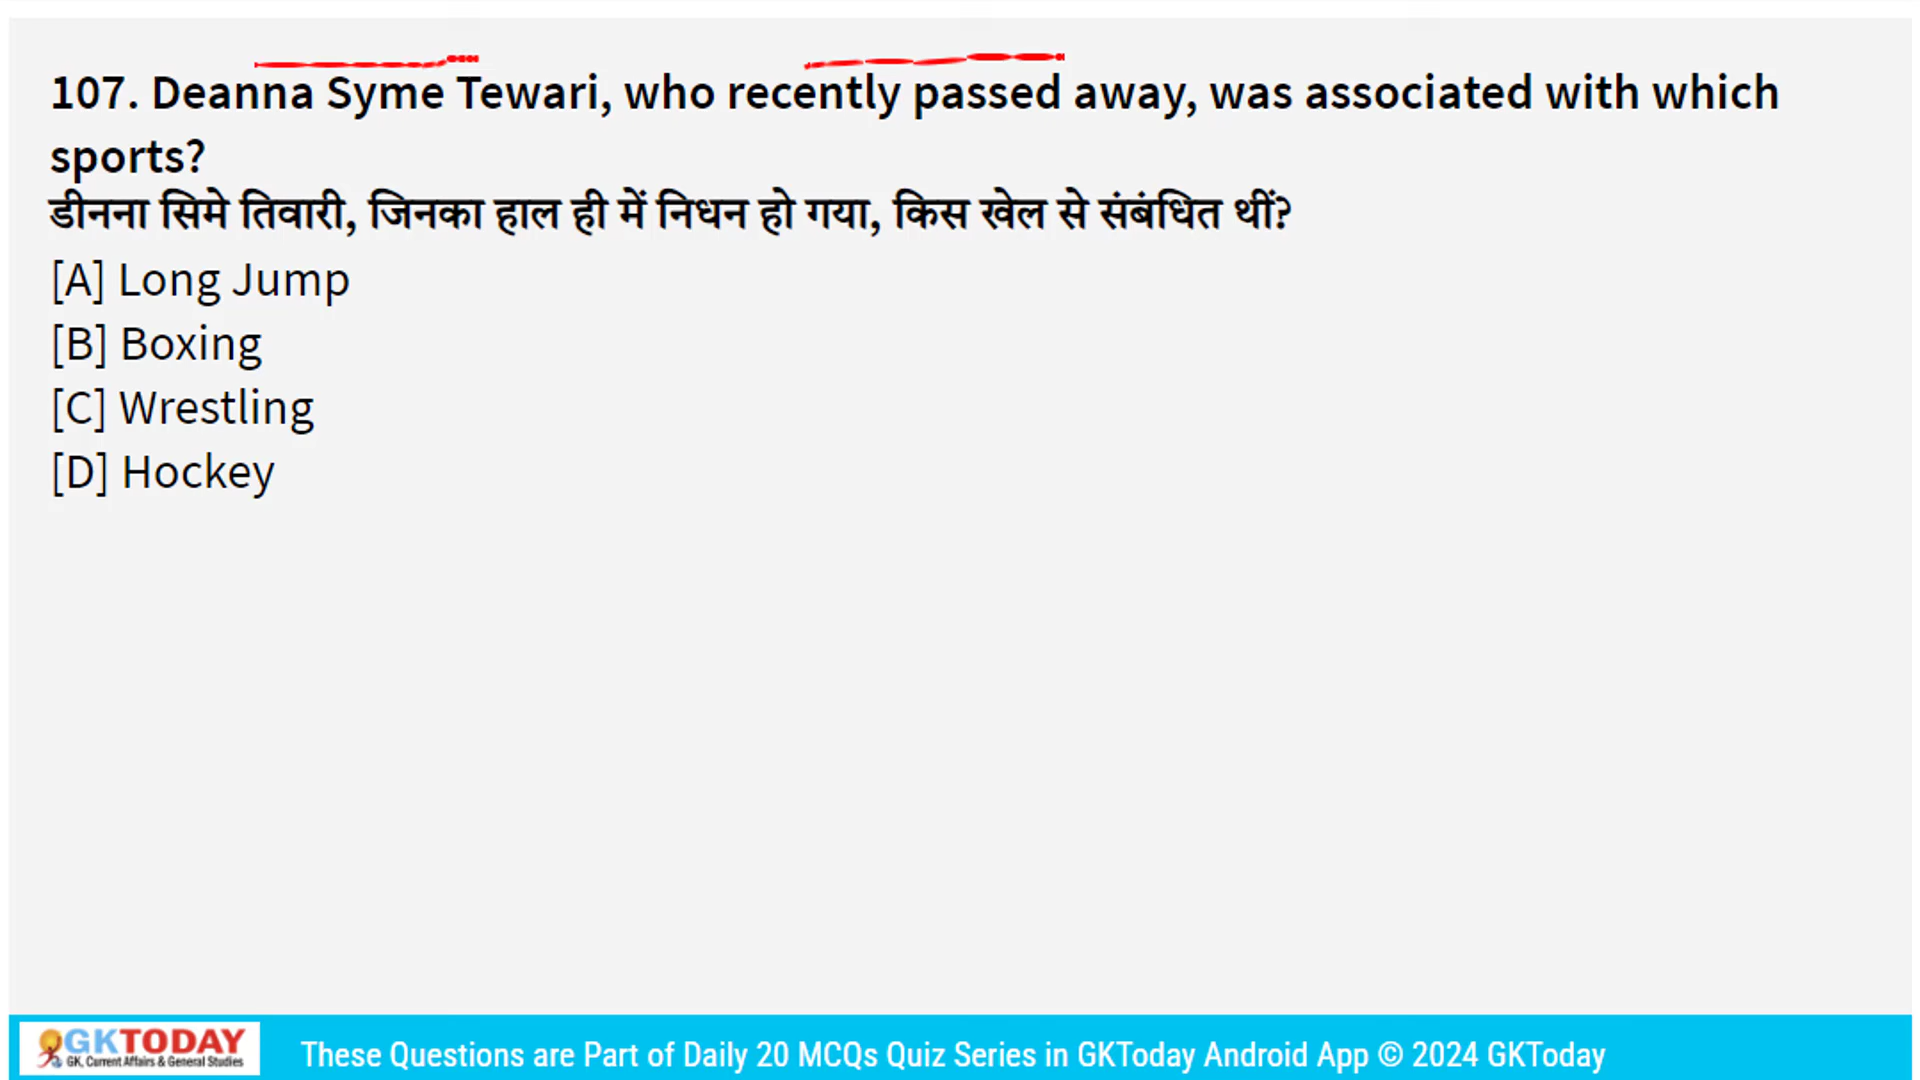 107. Deanna Syme Tewari, who recently passed away, was associated with which
sports?
डीनना सिमे तिवारी, जिनका हाल ही में निधन हो गया, किस खेल से संबंधित थीं?
[A] Long Jump
[B] Boxing
[C] Wrestling
[D] Hockey
GKTODAY
GK, Current Affairs & General Studies
These Questions are Part of Daily 20 MCQs Quiz Series in GKToday Android App © 2024 GKToday